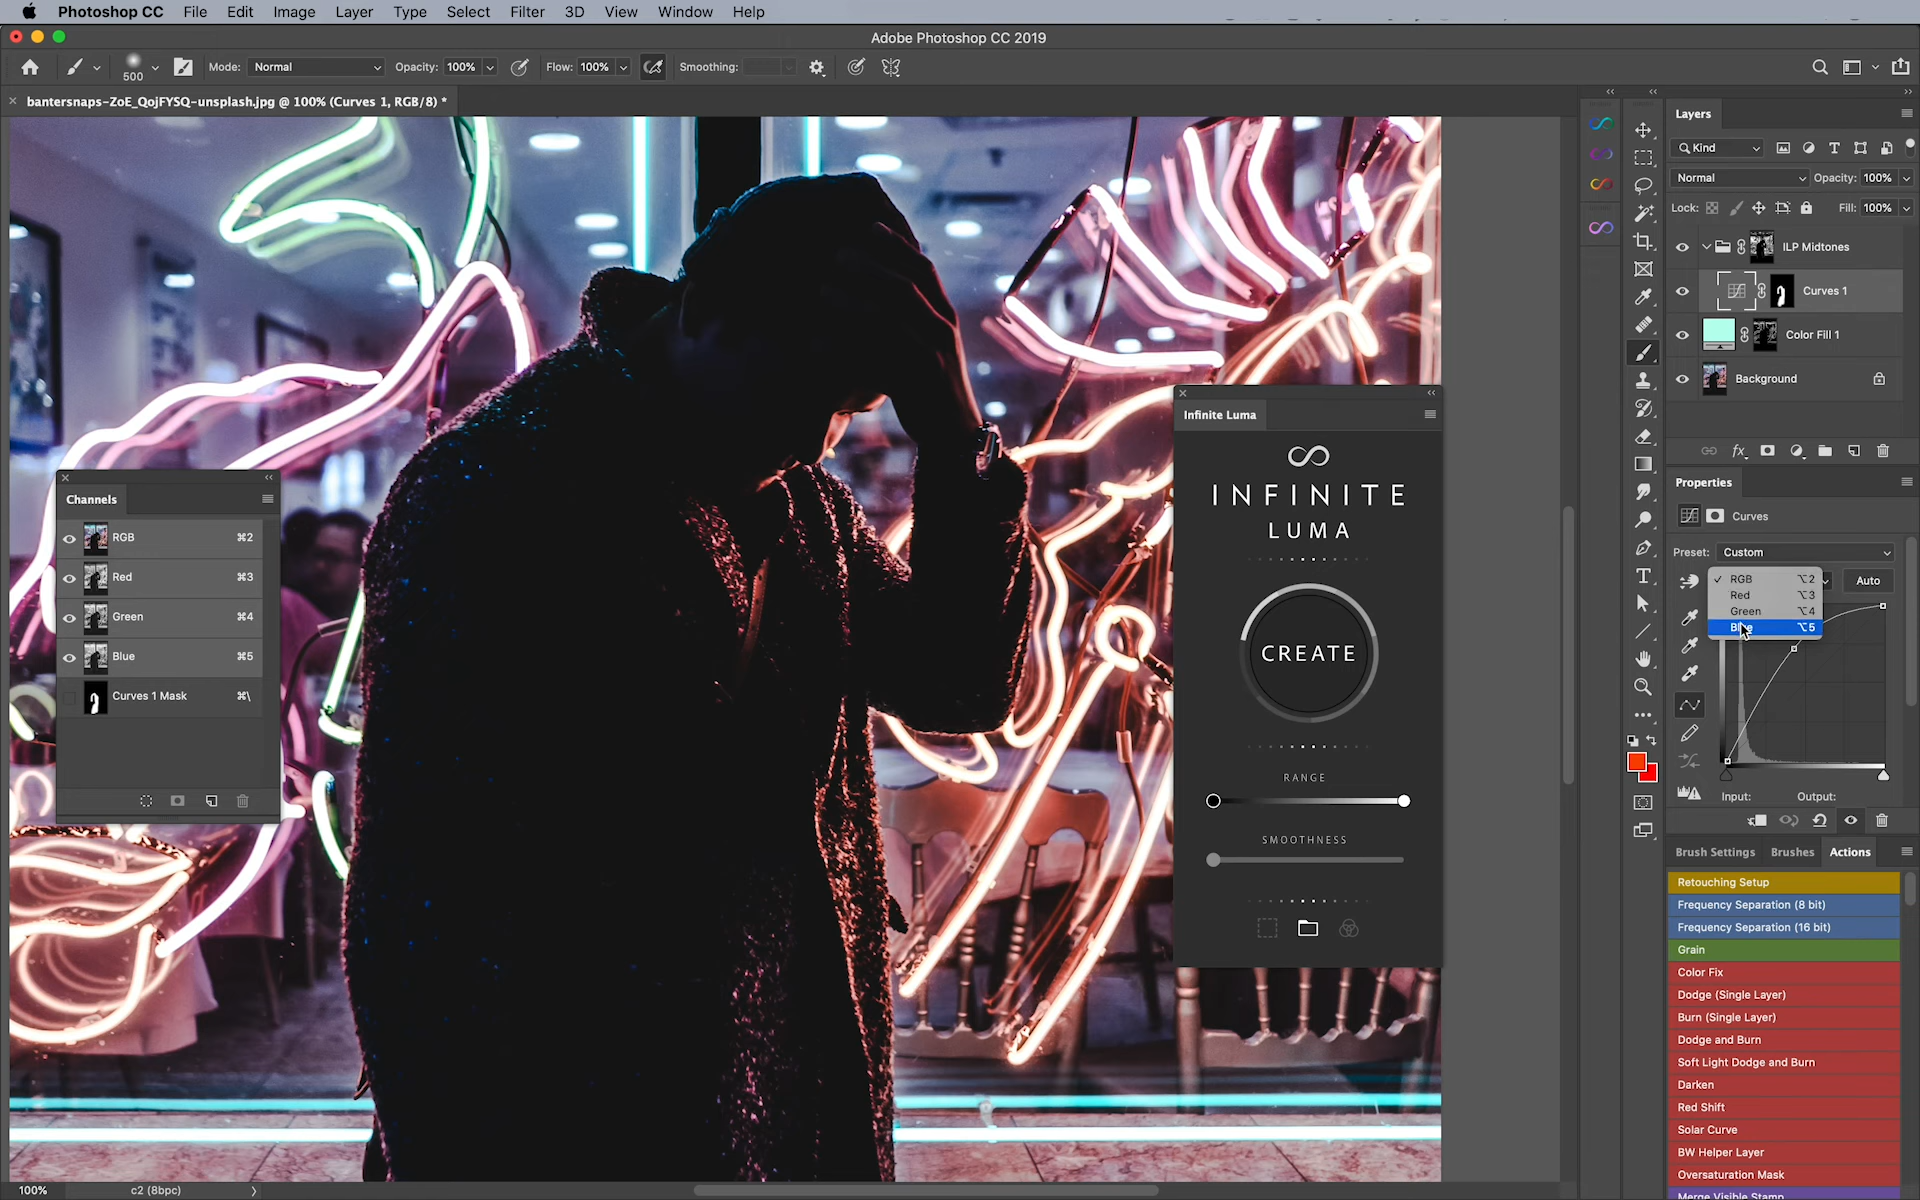 Photoshop CC File Edit Image Layer Type Select Filter 3D View Window Help
Adobe Photoshop CC 2019
500 Mode: Normal Opacity: 100% Flow: 100% Smoothing:
bantersnaps-ZoE_QojFYSQ-unsplash.jpg @ 100% (Curves 1, RGB/8) *
Channels
RGB ⌘2
Red ⌘3
Green ⌘4
Blue ⌘5
Curves 1 Mask ⌘\
Infinite Luma
INFINITE
LUMA
CREATE
RANGE
SMOOTHNESS
Layers
Kind
Normal Opacity: 100%
Lock: Fill: 100%
ILP Midtones
Curves 1
Color Fill 1
Background
Properties
Curves
Preset: Custom
RGB ⌥2
Red ⌥3
Green ⌥4
Blue ⌥5
Auto
Input: Output:
Brush Settings Brushes Actions
Retouching Setup
Frequency Separation (8 bit)
Frequency Separation (16 bit)
Grain
Color Fix
Dodge (Single Layer)
Burn (Single Layer)
Dodge and Burn
Soft Light Dodge and Burn
Darken
Red Shift
Solar Curve
BW Helper Layer
Oversaturation Mask
Merge Visible Stamp
100% c2 (8bpc)